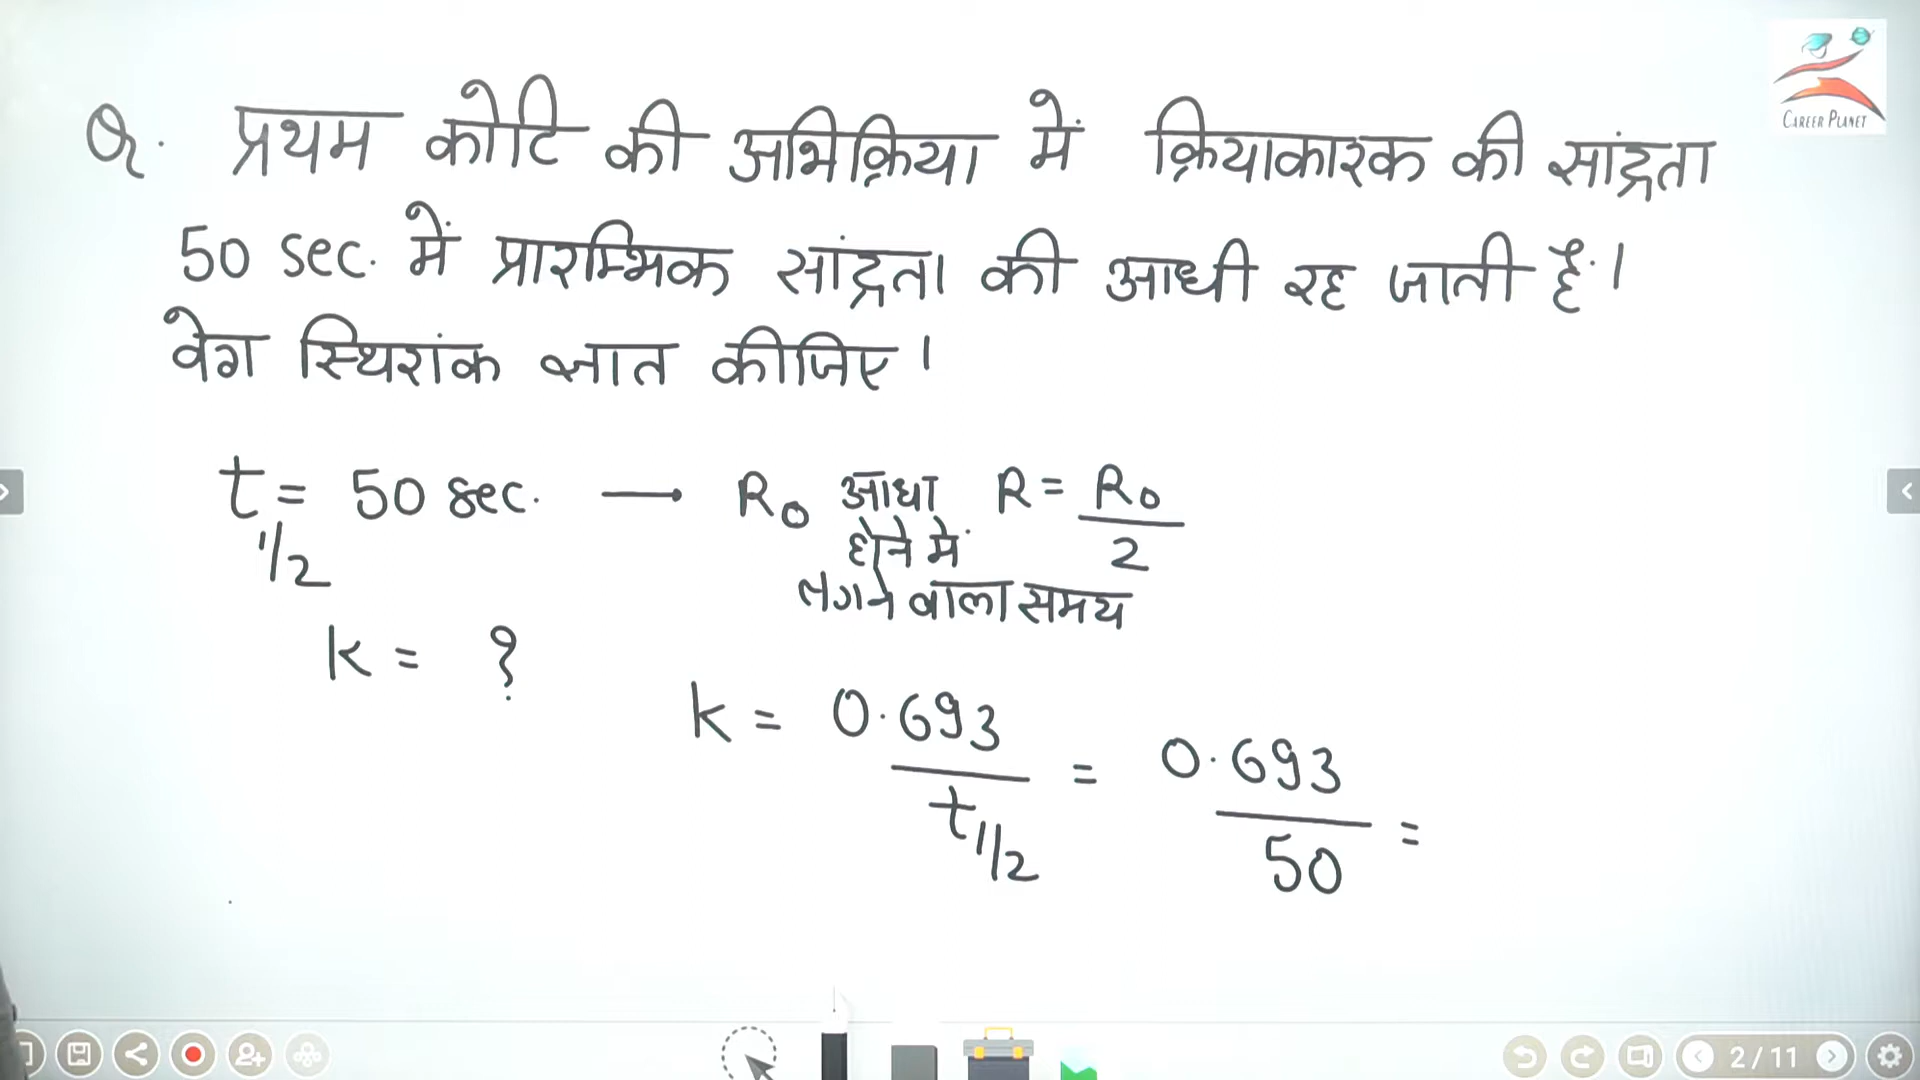 Q. प्रथम कोटि की अभिक्रिया में क्रियाकारक की सांद्रता
50 sec. में प्रारम्भिक सांद्रता की आधी रह जाती है।
वेग स्थिरांक ज्ञात कीजिए।
t1/2 = 50 sec. → R0 आधा होने में लगने वाला समय R = R0/2
k = ?
k = 0.693/t1/2 = 0.693/50 =
CAREER PLANET
2/11